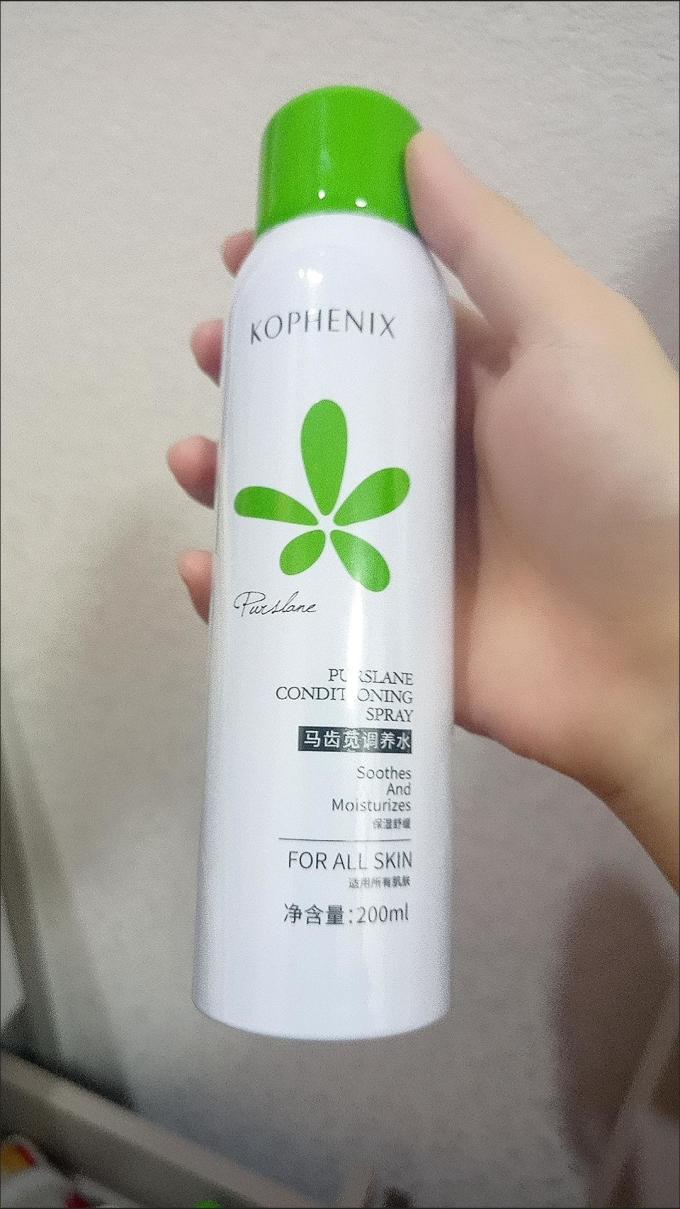 KOPHENIX
Purslane
PURSLANE
CONDITIONING
SPRAY
马齿苋调养水
Soothes
And
Moisturizes
保湿舒缓
FOR ALL SKIN
适用所有肌肤
净含量:200ml